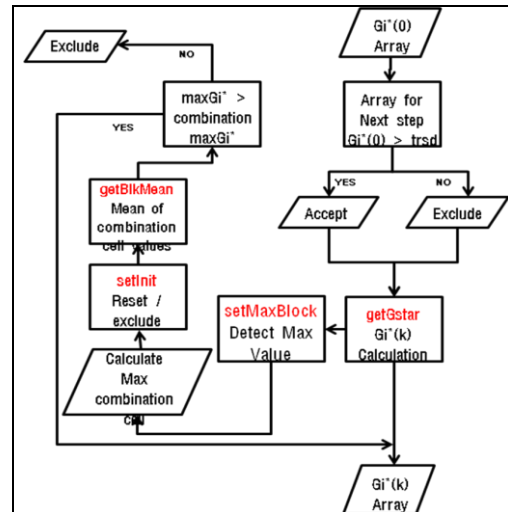 Gi*(0)
Array
Array for
Next step
Gi*(0) > trsd
YES
NO
Accept
Exclude
getGstar
Gi*(k)
Calculation
setMaxBlock
Detect Max
Value
Calculate
Max
combination
cell
setInit
Reset /
exclude
getBlkMean
Mean of
combination
cell values
maxGi* >
combination
maxGi*
NO
YES
Exclude
Gi*(k)
Array